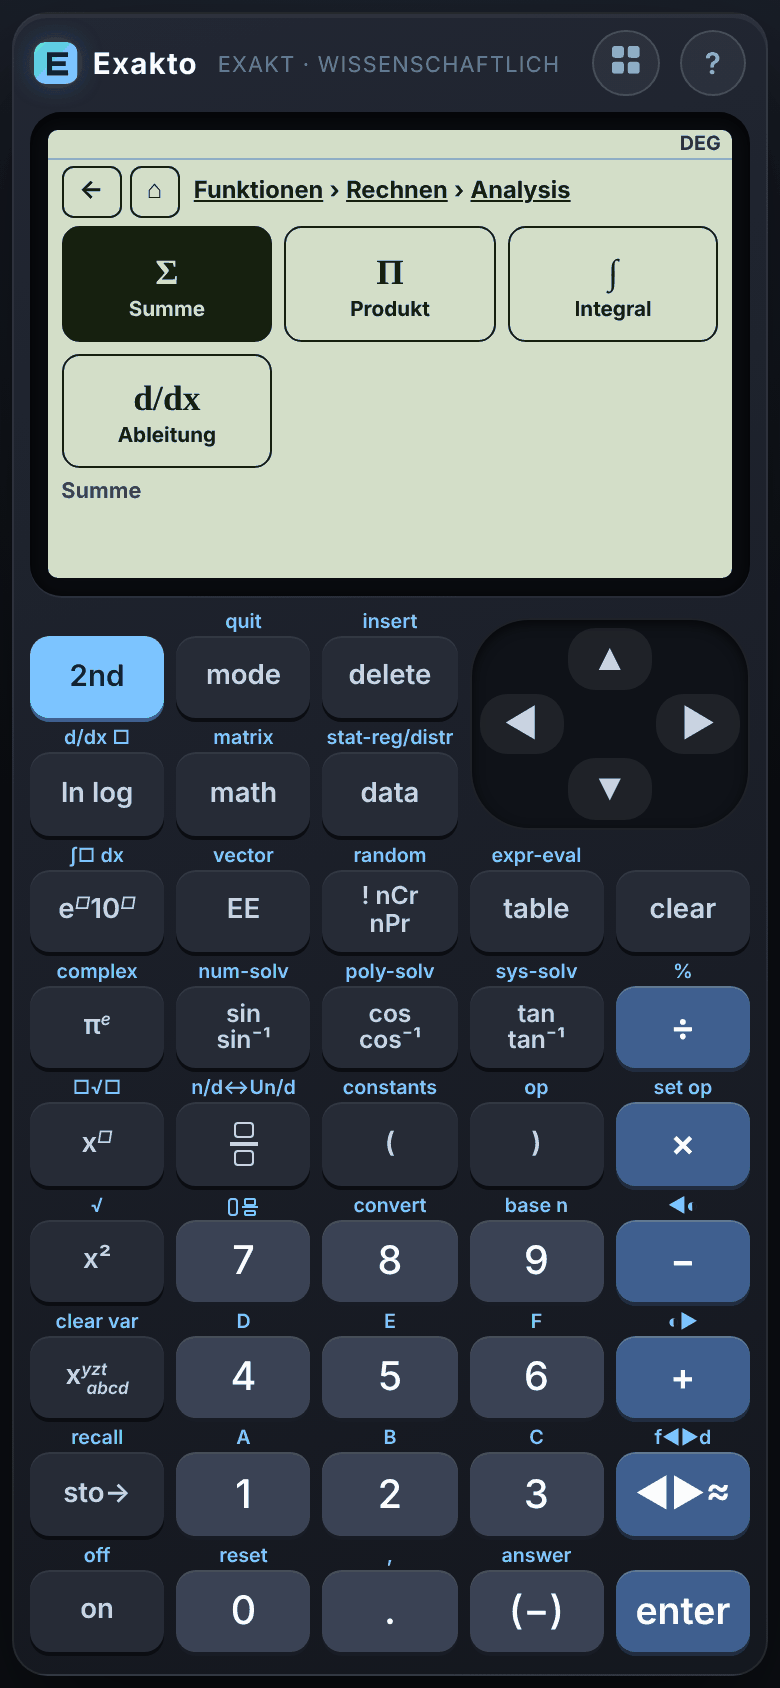 E Exakto EXAKT · WISSENSCHAFTLICH ?
DEG
← ⌂ Funktionen › Rechnen › Analysis
Σ Π ∫
Summe Produkt Integral
d/dx
Ableitung
Summe
quit insert
2nd mode delete ▲
◀ ▶
d/dx □ matrix stat-reg/distr
ln log math data ▼
∫□ dx vector random expr-eval
e□10□ EE ! nCr nPr table clear
complex num-solv poly-solv sys-solv %
πe sin sin⁻¹ cos cos⁻¹ tan tan⁻¹ ÷
□√□ n/d↔Un/d constants op set op
x□ ( ) ×
√ convert base n
x² 7 8 9 −
clear var D E F
xyzt abcd 4 5 6 +
recall A B C f◀▶d
sto→ 1 2 3 ◀▶≈
off reset , answer
on 0 . (−) enter